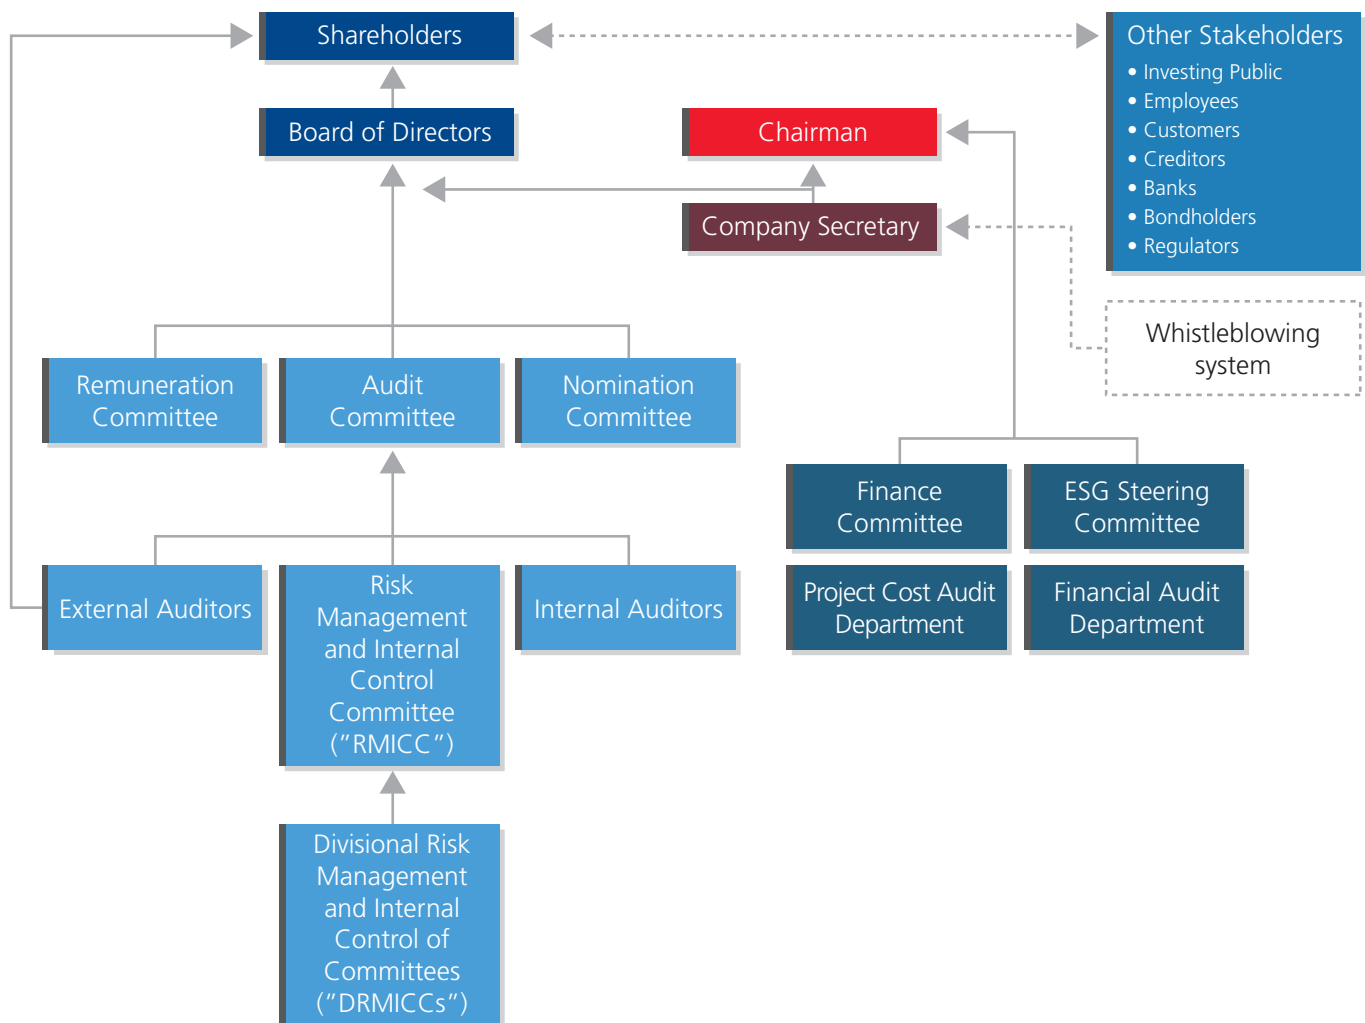 Shareholders
Other Stakeholders
• Investing Public
• Employees
• Customers
• Creditors
• Banks
• Bondholders
• Regulators
Board of Directors
Chairman
Company Secretary
Whistleblowing
system
Remuneration
Committee
Audit
Committee
Nomination
Committee
Finance
Committee
ESG Steering
Committee
External Auditors
Risk
Management
and Internal
Control
Committee
("RMICC")
Internal Auditors
Project Cost Audit
Department
Financial Audit
Department
Divisional Risk
Management
and Internal
Control of
Committees
("DRMICCs")